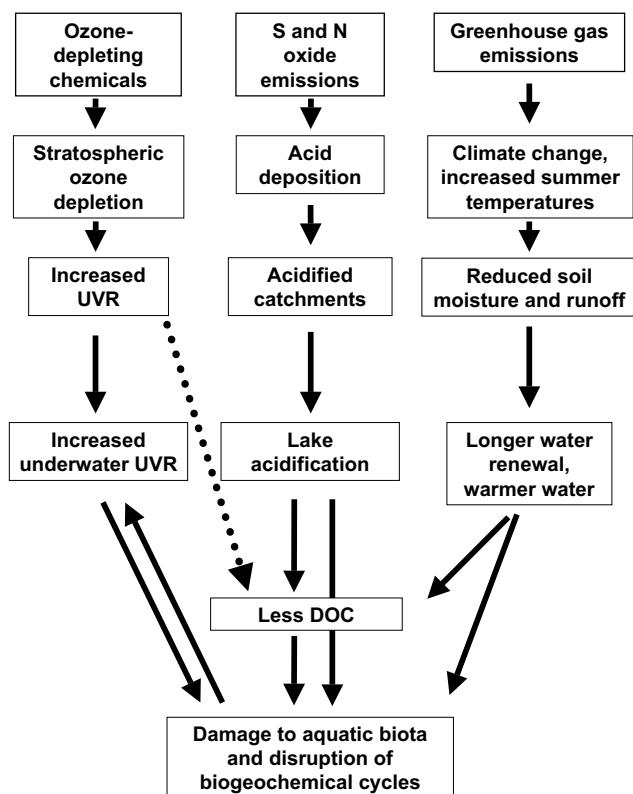 Ozone-
depleting
chemicals
S and N
oxide
emissions
Greenhouse gas
emissions
Stratospheric
ozone
depletion
Acid
deposition
Climate change,
increased summer
temperatures
Increased
UVR
Acidified
catchments
Reduced soil
moisture and runoff
Increased
underwater UVR
Lake
acidification
Longer water
renewal,
warmer water
Less DOC
Damage to aquatic biota
and disruption of
biogeochemical cycles